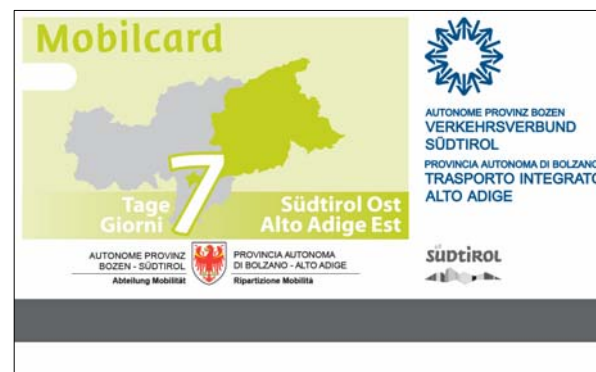 Mobilcard
7
Tage
Giorni
Südtirol Ost
Alto Adige Est
AUTONOME PROVINZ
BOZEN - SÜDTIROL
Abteilung Mobilität
PROVINCIA AUTONOMA
DI BOLZANO - ALTO ADIGE
Ripartizione Mobilità
AUTONOME PROVINZ BOZEN
VERKEHRSVERBUND
SÜDTIROL
PROVINCIA AUTONOMA DI BOLZANO
TRASPORTO INTEGRATO
ALTO ADIGE
SÜDTIROL